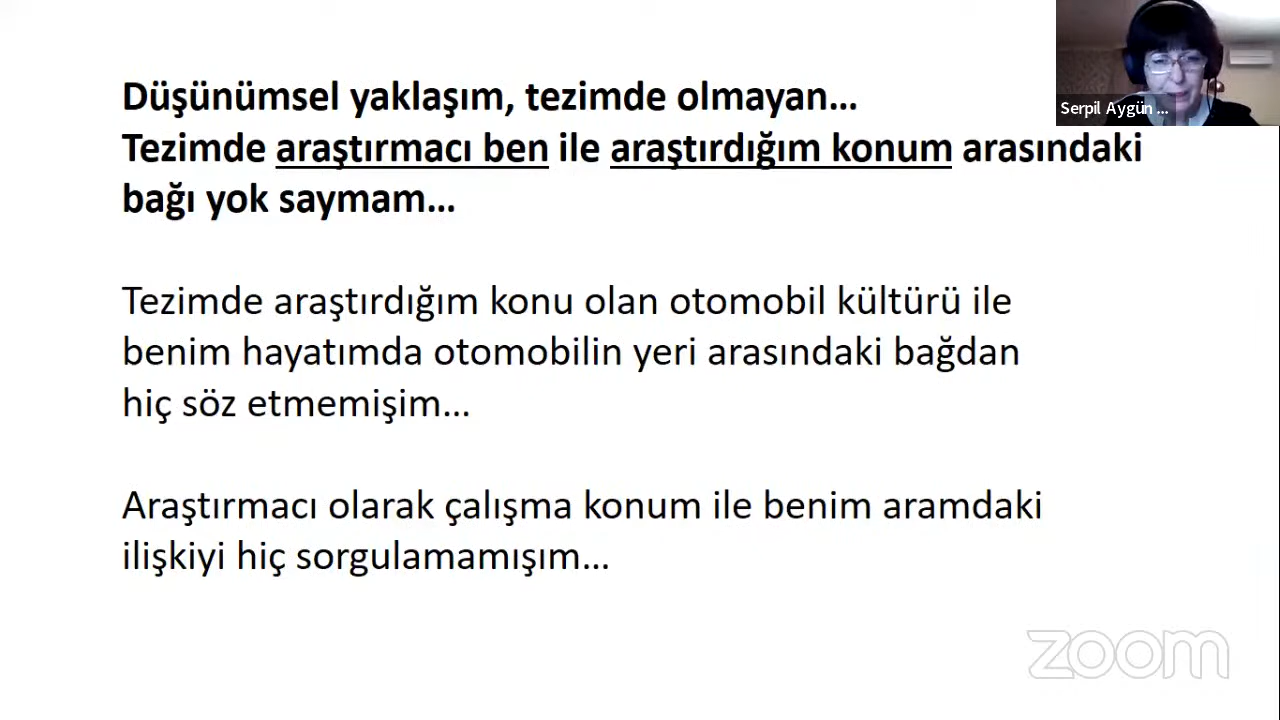 Düşünümsel yaklaşım, tezimde olmayan...
Tezimde araştırmacı ben ile araştırdığım konum arasındaki
bağı yok saymam...
Tezimde araştırdığım konu olan otomobil kültürü ile
benim hayatımda otomobilin yeri arasındaki bağdan
hiç söz etmemişim...
Araştırmacı olarak çalışma konum ile benim aramdaki
ilişkiyi hiç sorgulamamışım...
Serpil Aygün ...
zoom